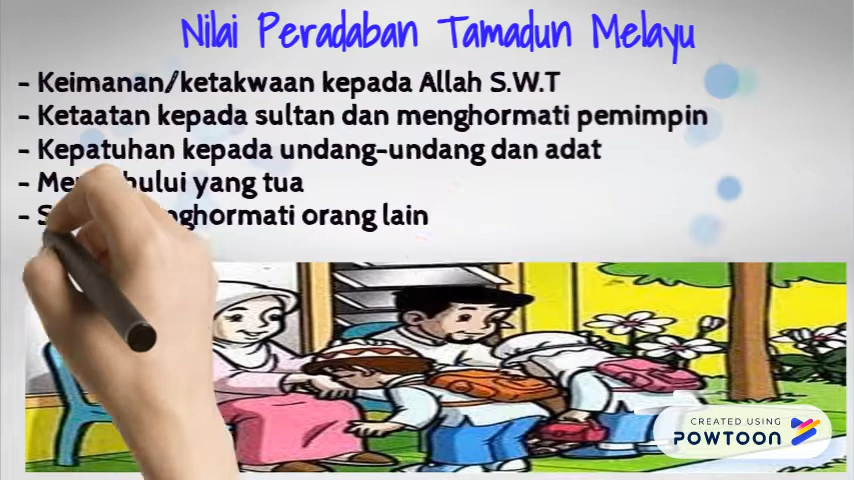 Nilai Peradaban Tamadun Melayu
- Keimanan/ketakwaan kepada Allah S.W.T
- Ketaatan kepada sultan dan menghormati pemimpin
- Kepatuhan kepada undang-undang dan adat
- yang tua
- orang lain
CREATED USING
POWTOON